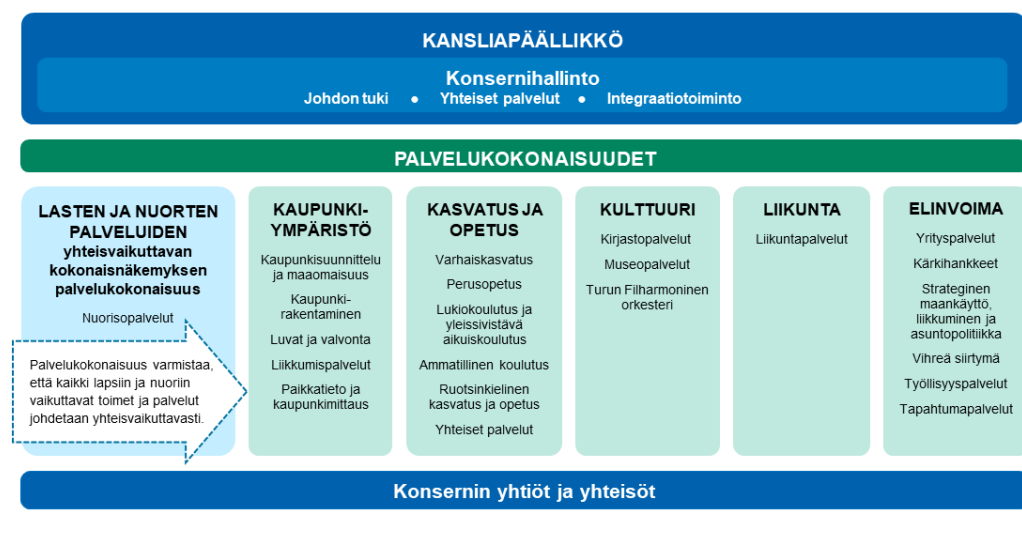 KANSLIAPÄÄLLIKKÖ
Konsernihallinto
Johdon tuki ● Yhteiset palvelut ● Integraatiotoiminto
PALVELUKOKONAISUUDET
LASTEN JA NUORTEN
PALVELUIDEN
yhteisvaikuttavan
kokonaisnäkemyksen
palvelukokonaisuus
Nuorisopalvelut
Palvelukokonaisuus varmistaa,
että kaikki lapsiin ja nuoriin
vaikuttavat toimet ja palvelut
johdetaan yhteisvaikuttavasti.
KAUPUNKI-
YMPÄRISTÖ
Kaupunkisuunnittelu
ja maaomaisuus
Kaupunki-
rakentaminen
Luvat ja valvonta
Liikkumispalvelut
Paikkatieto ja
kaupunkimittaus
KASVATUS JA
OPETUS
Varhaiskasvatus
Perusopetus
Lukiokoulutus ja
yleissivistävä
aikuiskoulutus
Ammatillinen koulutus
Ruotsinkielinen
kasvatus ja opetus
Yhteiset palvelut
KULTTUURI
Kirjastopalvelut
Museopalvelut
Turun Filharmoninen
orkesteri
LIIKUNTA
Liikuntapalvelut
ELINVOIMA
Yrityspalvelut
Kärkihankkeet
Strateginen
maankäyttö,
liikkuminen ja
asuntopolitiikka
Vihreä siirtymä
Työllisyyspalvelut
Tapahtumapalvelut
Konsernin yhtiöt ja yhteisöt